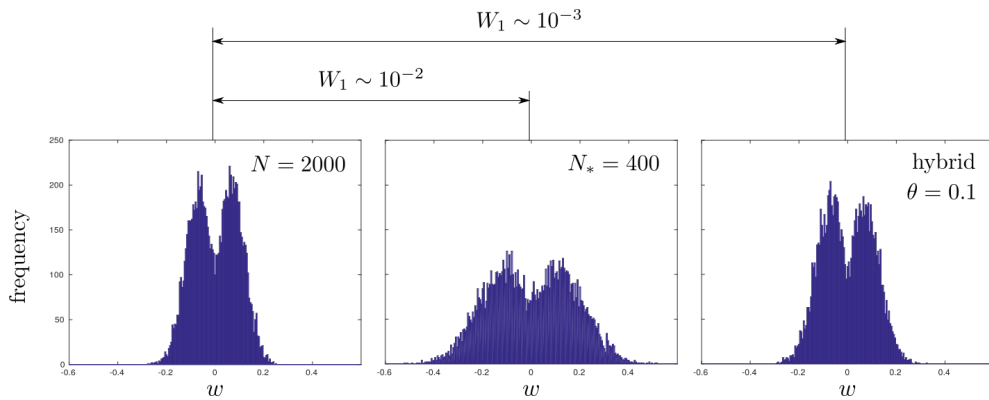 W₁ ∼ 10⁻³
W₁ ∼ 10⁻²
frequency
250
200
150
100
50
0
N = 2000
-0.6 -0.4 -0.2 0 0.2 0.4
w
N∗ = 400
-0.6 -0.4 -0.2 0 0.2 0.4
w
hybrid
θ = 0.1
-0.6 -0.4 -0.2 0 0.2 0.4
w